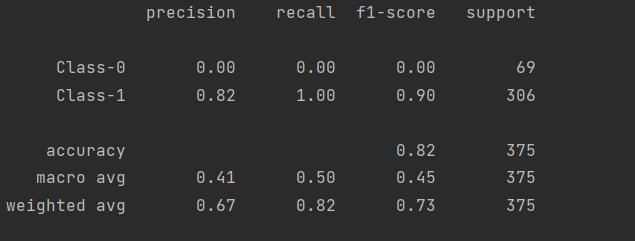 precision recall f1-score support
Class-0 0.00 0.00 0.00 69
Class-1 0.82 1.00 0.90 306
accuracy 0.82 375
macro avg 0.41 0.50 0.45 375
weighted avg 0.67 0.82 0.73 375